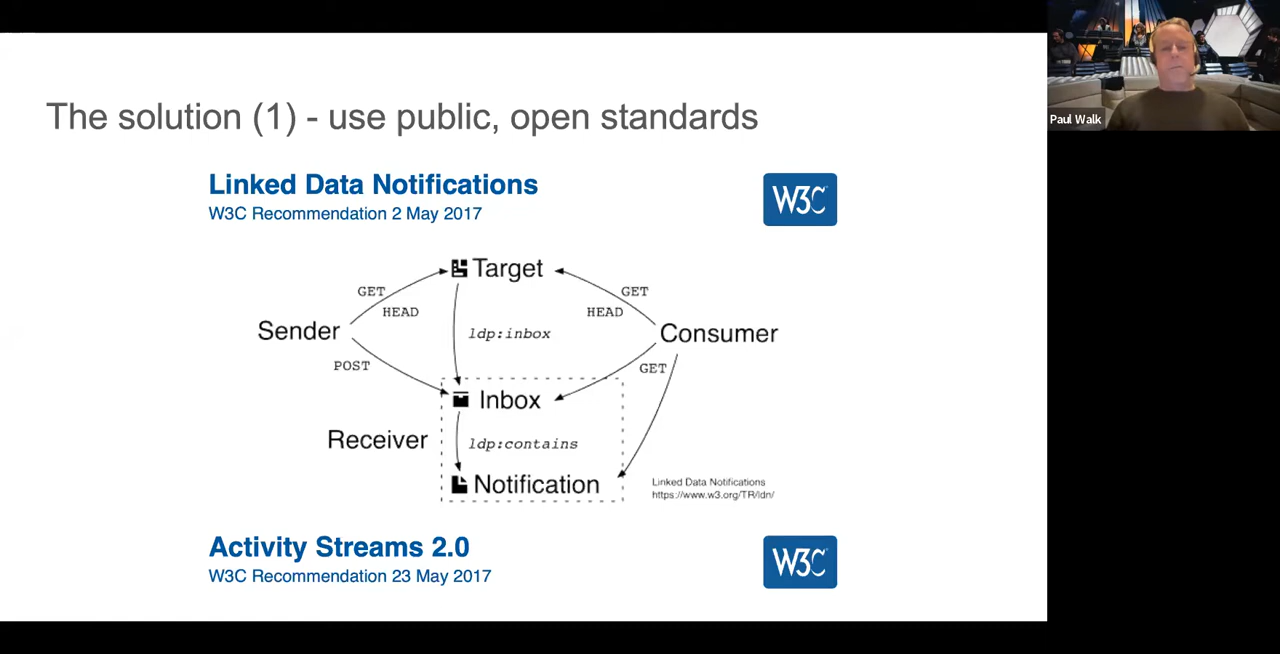 The solution (1) - use public, open standards
Paul Walk
Linked Data Notifications
W3C Recommendation 2 May 2017
W3C
Target
GET
GET
HEAD
HEAD
Sender
ldp:inbox
Consumer
POST
GET
Inbox
Receiver
ldp:contains
Notification
Linked Data Notifications
https://www.w3.org/TR/ldn/
Activity Streams 2.0
W3C Recommendation 23 May 2017
W3C